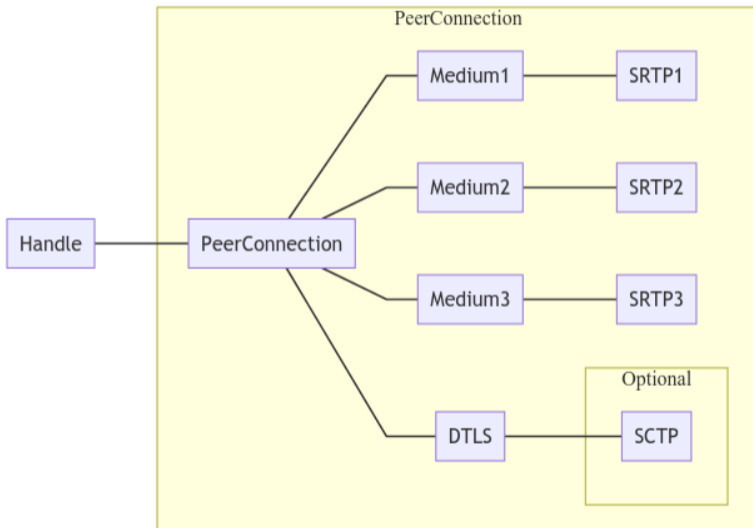 PeerConnection
Medium1
SRTP1
Medium2
SRTP2
Handle
PeerConnection
Medium3
SRTP3
Optional
DTLS
SCTP